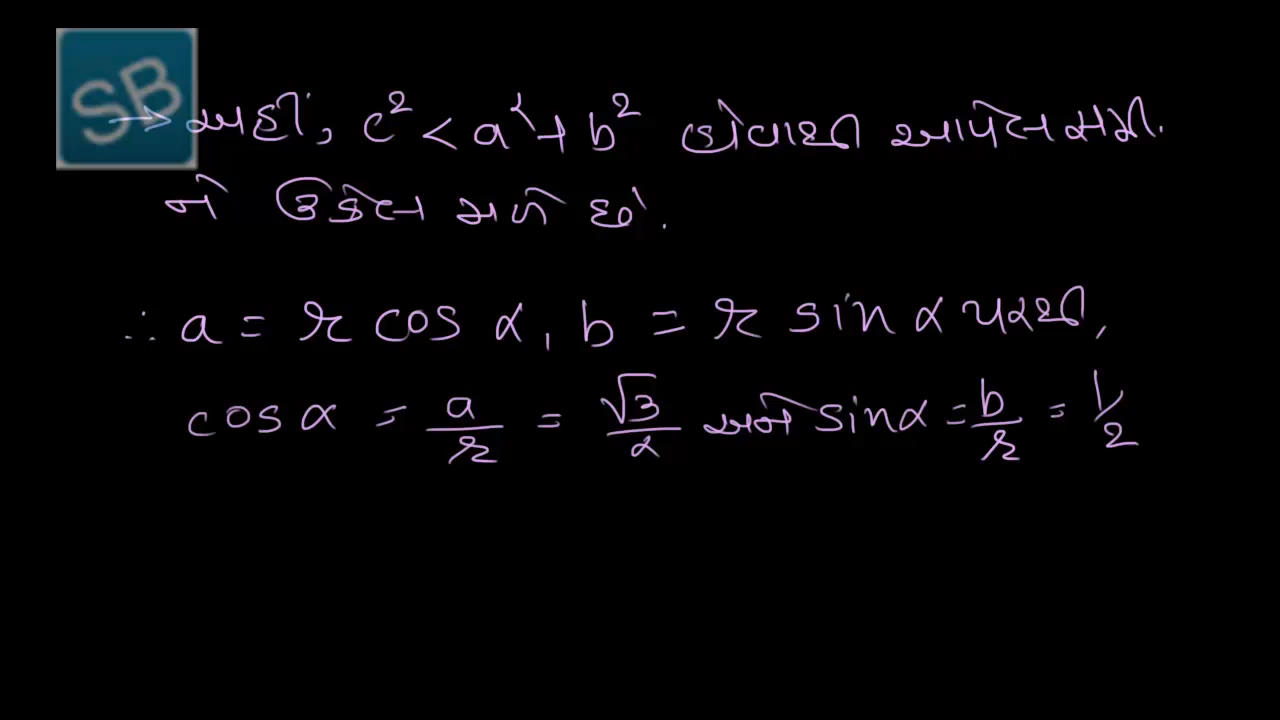 SB
→ અહીં, c² < a² + b² હોવાથી આપેલ સમી.
નો ઉકેલ મળે છે.
∴ a = r cos α, b = r sin α પરથી,
cos α = a/r = √3/2 અને sin α = b/r = 1/2